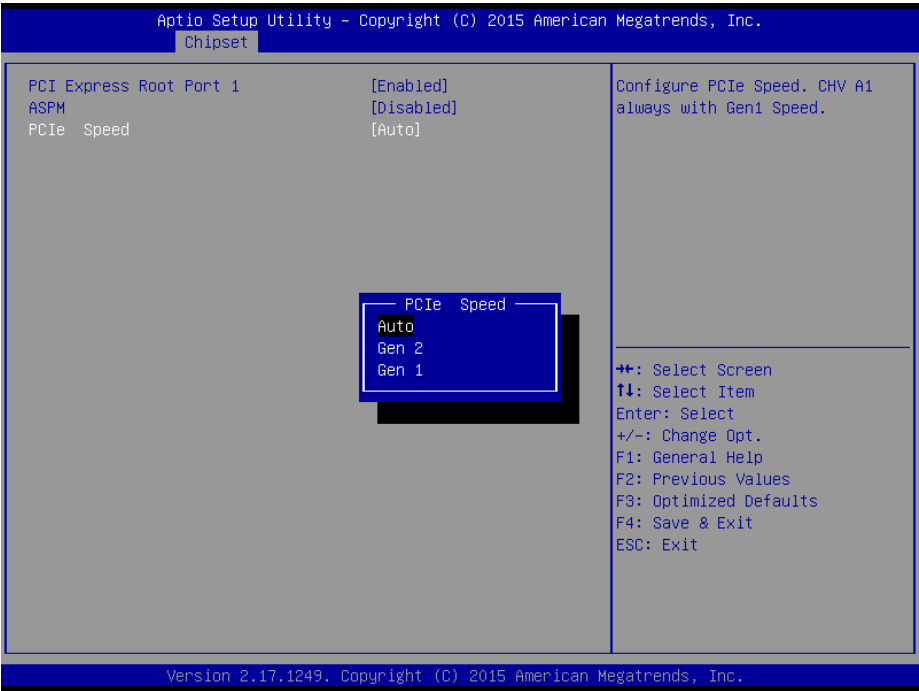 Aptio Setup Utility – Copyright (C) 2015 American Megatrends, Inc.
Chipset
PCI Express Root Port 1 [Enabled]
ASPM [Disabled]
PCIe  Speed [Auto]
Configure PCIe Speed. CHV A1
always with Gen1 Speed.
PCIe  Speed
Auto
Gen 2
Gen 1
→←: Select Screen
↑↓: Select Item
Enter: Select
+/-: Change Opt.
F1: General Help
F2: Previous Values
F3: Optimized Defaults
F4: Save & Exit
ESC: Exit
Version 2.17.1249. Copyright (C) 2015 American Megatrends, Inc.